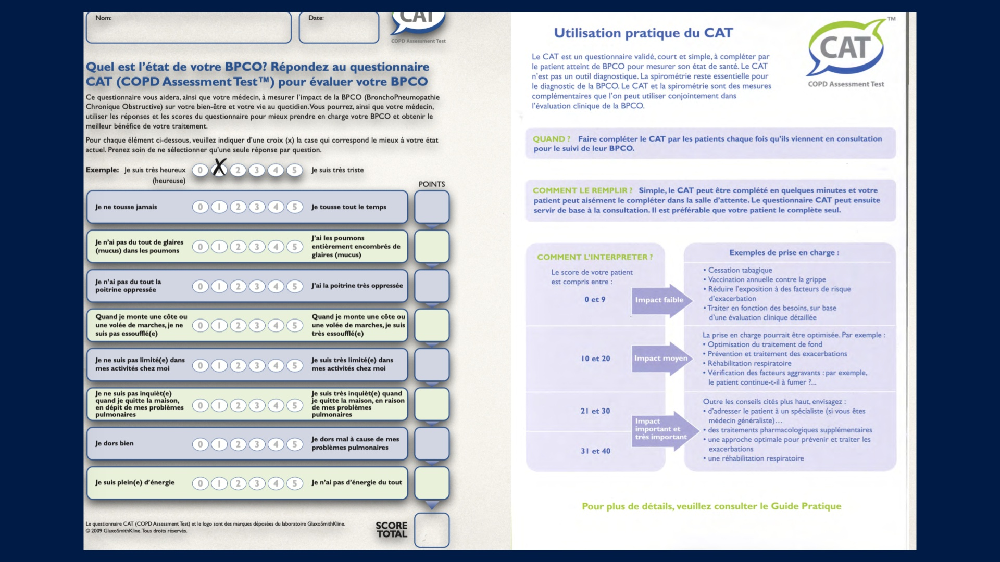 Nom:
Date:
CAT
COPD Assessment Test
Quel est l'état de votre BPCO? Répondez au questionnaire
CAT (COPD Assessment Test™) pour évaluer votre BPCO
Ce questionnaire vous aidera, ainsi que votre médecin, à mesurer l'impact de la BPCO (BronchoPneumopathie
Chronique Obstructive) sur votre bien-être et votre vie au quotidien. Vous pourrez, ainsi que votre médecin,
utiliser les réponses et les scores du questionnaire pour mieux prendre en charge votre BPCO et obtenir le
meilleur bénéfice de votre traitement.
Pour chaque élément ci-dessous, veuillez indiquer d'une croix (x) la case qui correspond le mieux à votre état
actuel. Prenez soin de ne sélectionner qu'une seule réponse par question.
Exemple: Je suis très heureux
(heureuse)
0 X 2 3 4 5
Je suis très triste
POINTS
Je ne tousse jamais
0 1 2 3 4 5
Je tousse tout le temps
Je n'ai pas du tout de glaires
(mucus) dans les poumons
0 1 2 3 4 5
J'ai les poumons
entièrement encombrés de
glaires (mucus)
Je n'ai pas du tout la
poitrine oppressée
0 1 2 3 4 5
J'ai la poitrine très oppressée
Quand je monte une côte ou
une volée de marches, je ne
suis pas essoufflé(e)
0 1 2 3 4 5
Quand je monte une côte ou
une volée de marches, je suis
très essoufflé(e)
Je ne suis pas limité(e) dans
mes activités chez moi
0 1 2 3 4 5
Je suis très limité(e) dans
mes activités chez moi
Je ne suis pas inquièt(e)
quand je quitte la maison,
en dépit de mes problèmes
pulmonaires
0 1 2 3 4 5
Je suis très inquièt(e) quand
je quitte la maison, en raison
de mes problèmes
pulmonaires
Je dors bien
0 1 2 3 4 5
Je dors mal à cause de mes
problèmes pulmonaires
Je suis plein(e) d'énergie
0 1 2 3 4 5
Je n'ai pas d'énergie du tout
Le questionnaire CAT (COPD Assessment Test) et le logo sont des marques déposées du laboratoire GlaxoSmithKline.
© 2009 GlaxoSmithKline. Tous droits réservés.
SCORE
TOTAL
Utilisation pratique du CAT
CAT
TM
COPD Assessment Test
Le CAT est un questionnaire validé, court et simple, à compléter par
le patient atteint de BPCO pour mesurer son état de santé. Le CAT
n'est pas un outil diagnostique. La spirométrie reste essentielle pour
le diagnostic de la BPCO. Le CAT et la spirométrie sont des mesures
complémentaires que l'on peut utiliser conjointement dans
l'évaluation clinique de la BPCO.
QUAND ? Faire compléter le CAT par les patients chaque fois qu'ils viennent en consultation
pour le suivi de leur BPCO.
COMMENT LE REMPLIR ? Simple, le CAT peut être complété en quelques minutes et votre
patient peut aisément le compléter dans la salle d'attente. Le questionnaire CAT peut ensuite
servir de base à la consultation. Il est préférable que votre patient le complète seul.
COMMENT L'INTERPRETER ?
Le score de votre patient
est compris entre :
Exemples de prise en charge :
0 et 9
Impact faible
• Cessation tabagique
• Vaccination annuelle contre la grippe
• Réduire l'exposition à des facteurs de risque
d'exacerbation
• Traiter en fonction des besoins, sur base
d'une évaluation clinique détaillée
10 et 20
Impact moyen
La prise en charge pourrait être optimisée. Par exemple :
• Optimisation du traitement de fond
• Prévention et traitement des exacerbations
• Réhabilitation respiratoire
• Vérification des facteurs aggravants : par exemple,
le patient continue-t-il à fumer ?...
21 et 30
31 et 40
Impact
important et
très important
Outre les conseils cités plus haut, envisagez :
• d'adresser le patient à un spécialiste (si vous êtes
médecin généraliste)…
• des traitements pharmacologiques supplémentaires
• une approche optimale pour prévenir et traiter les
exacerbations
• une réhabilitation respiratoire
Pour plus de détails, veuillez consulter le Guide Pratique